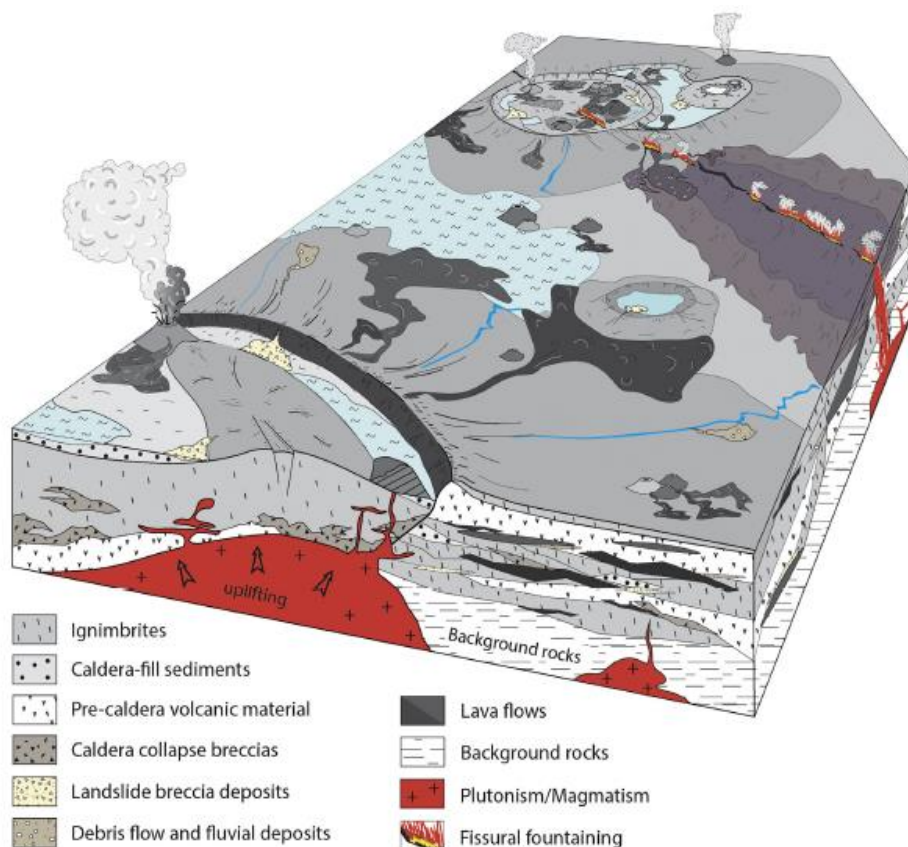 uplifting
Background rocks
Ignimbrites
Caldera-fill sediments
Pre-caldera volcanic material
Caldera collapse breccias
Landslide breccia deposits
Debris flow and fluvial deposits
Lava flows
Background rocks
Plutonism/Magmatism
Fissural fountaining